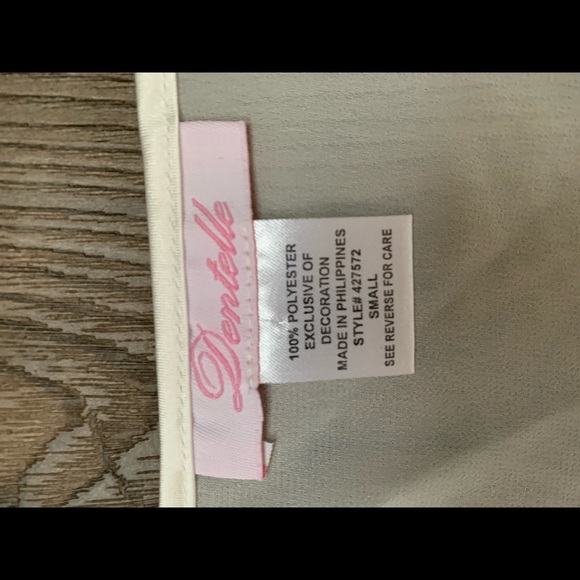 Dentelle
100% POLYESTER
EXCLUSIVE OF
DECORATION
MADE IN PHILIPPINES
STYLE# 427572
SMALL
SEE REVERSE FOR CARE